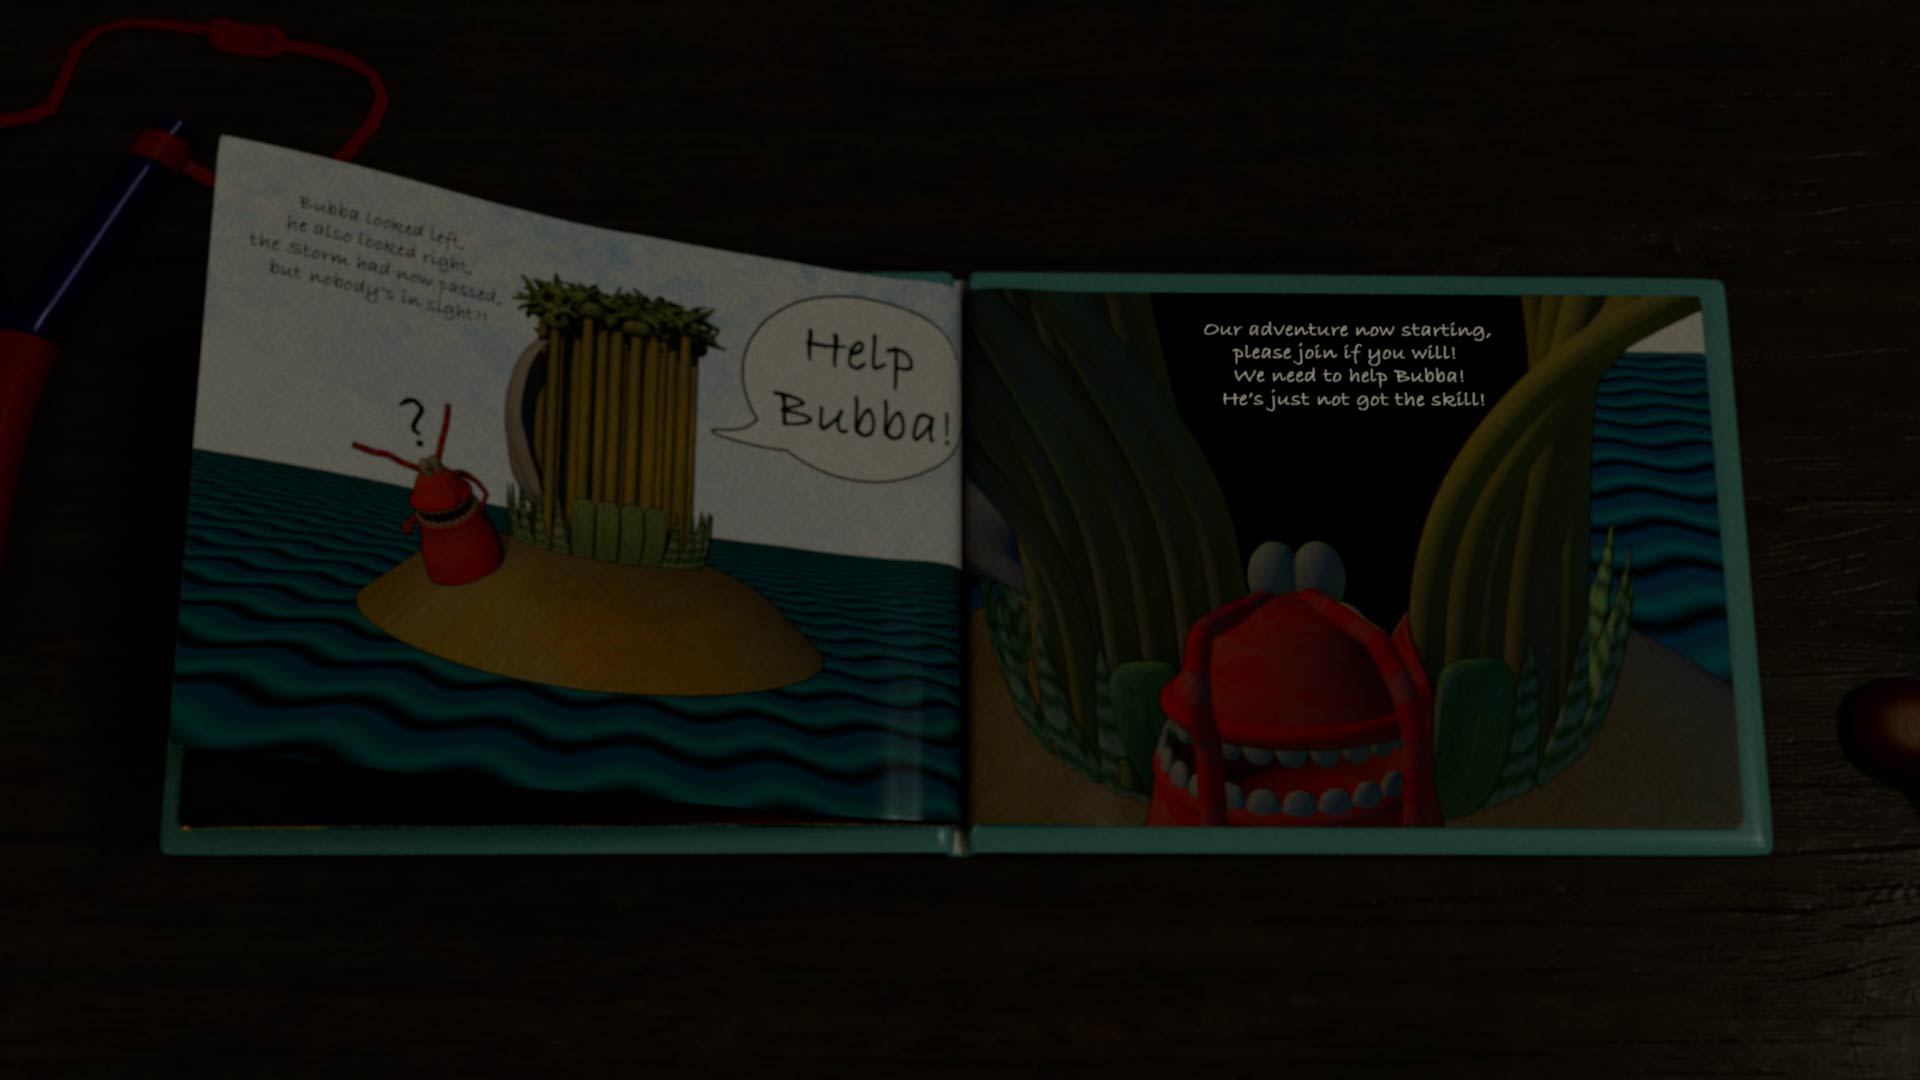 Bubba looked left,
he also looked right,
the Storm had now passed,
but nobody's in sight?!
?
Help
Bubba!
Our adventure now starting,
please join if you will!
We need to help Bubba!
He's just not got the skill!